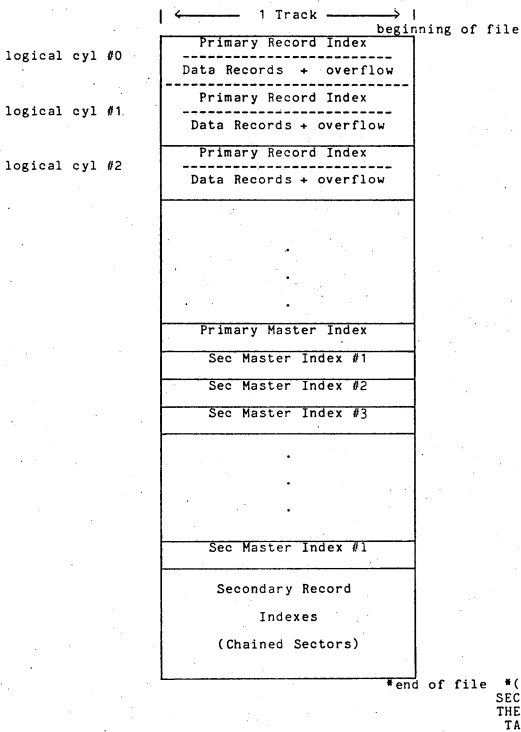 1 Track
beginning of file
Primary Record Index
logical cyl #0
Data Records + overflow
Primary Record Index
logical cyl #1
Data Records + overflow
Primary Record Index
logical cyl #2
Data Records + overflow
.
.
.
Primary Master Index
Sec Master Index #1
Sec Master Index #2
Sec Master Index #3
.
.
.
Sec Master Index #l
Secondary Record
Indexes
(Chained Sectors)
*end of file *(
SEC
THE
TA